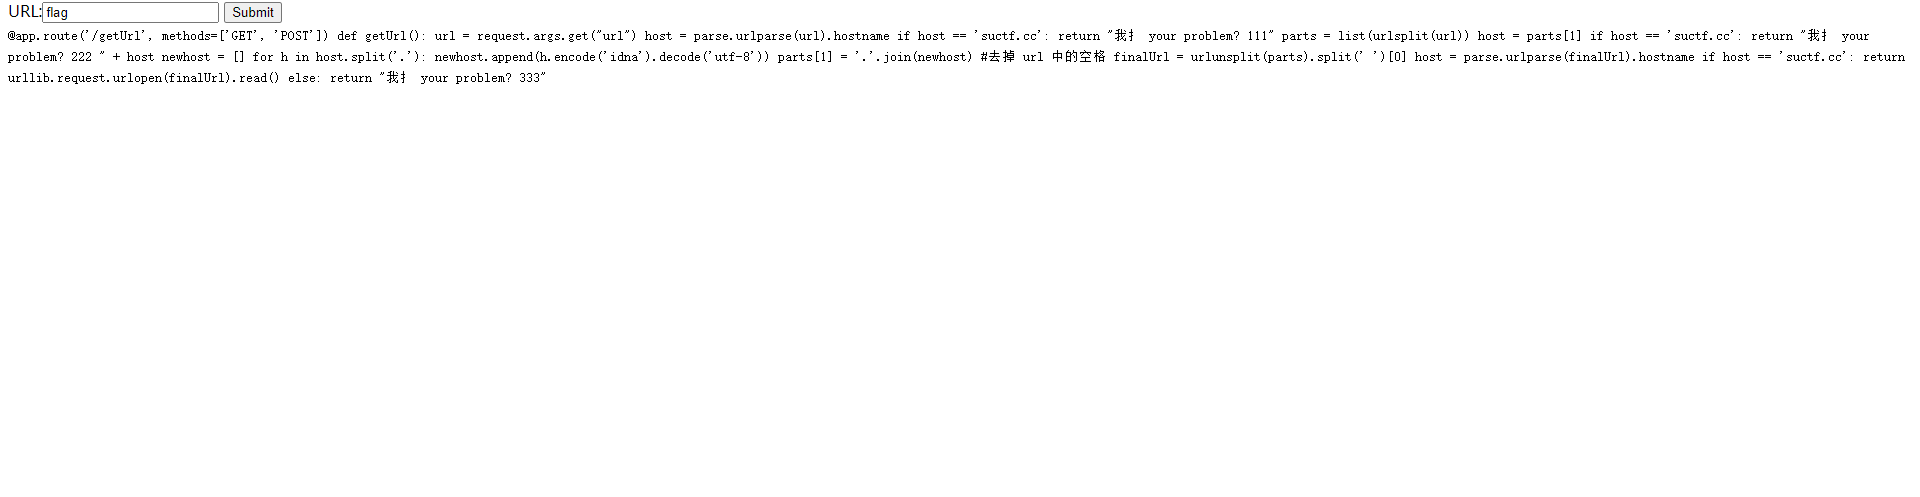 URL: flag Submit
@app.route('/getUrl', methods=['GET', 'POST']) def getUrl(): url = request.args.get("url") host = parse.urlparse(url).hostname if host == 'suctf.cc': return "我扌 your problem? 111" parts = list(urlsplit(url)) host = parts[1] if host == 'suctf.cc': return "我扌 your
problem? 222 " + host newhost = [] for h in host.split('.'): newhost.append(h.encode('idna').decode('utf-8')) parts[1] = '.'.join(newhost) #去掉 url 中的空格 finalUrl = urlunsplit(parts).split(' ')[0] host = parse.urlparse(finalUrl).hostname if host == 'suctf.cc': return
urllib.request.urlopen(finalUrl).read() else: return "我扌 your problem? 333"